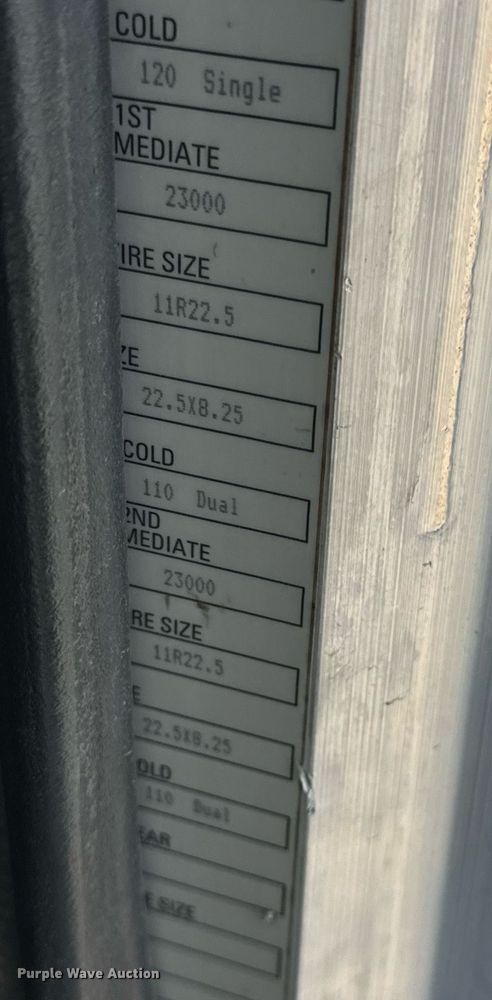 COLD
120 Single
1ST
MEDIATE
23000
IRE SIZE
11R22.5
ZE
22.5X8.25
COLD
110 Dual
2ND
MEDIATE
23000
RE SIZE
11R22.5
E
22.5X8.25
OLD
110 Dual
EAR
E SIZE
Purple Wave Auction